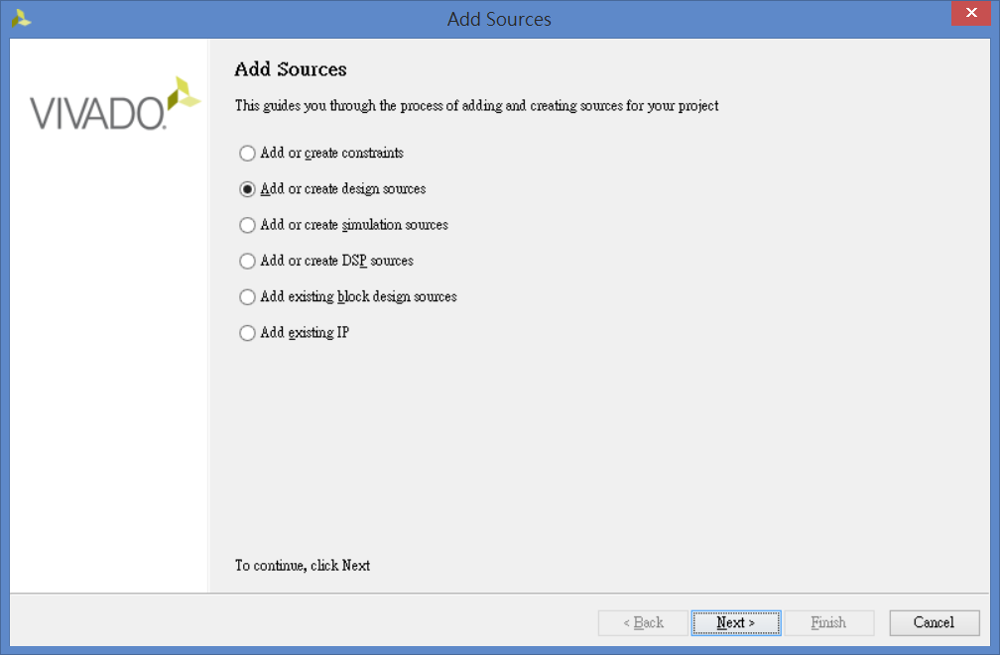 Add Sources
VIVADO.
Add Sources
This guides you through the process of adding and creating sources for your project
Add or create constraints
Add or create design sources
Add or create simulation sources
Add or create DSP sources
Add existing block design sources
Add existing IP
To continue, click Next
< Back
Next >
Finish
Cancel